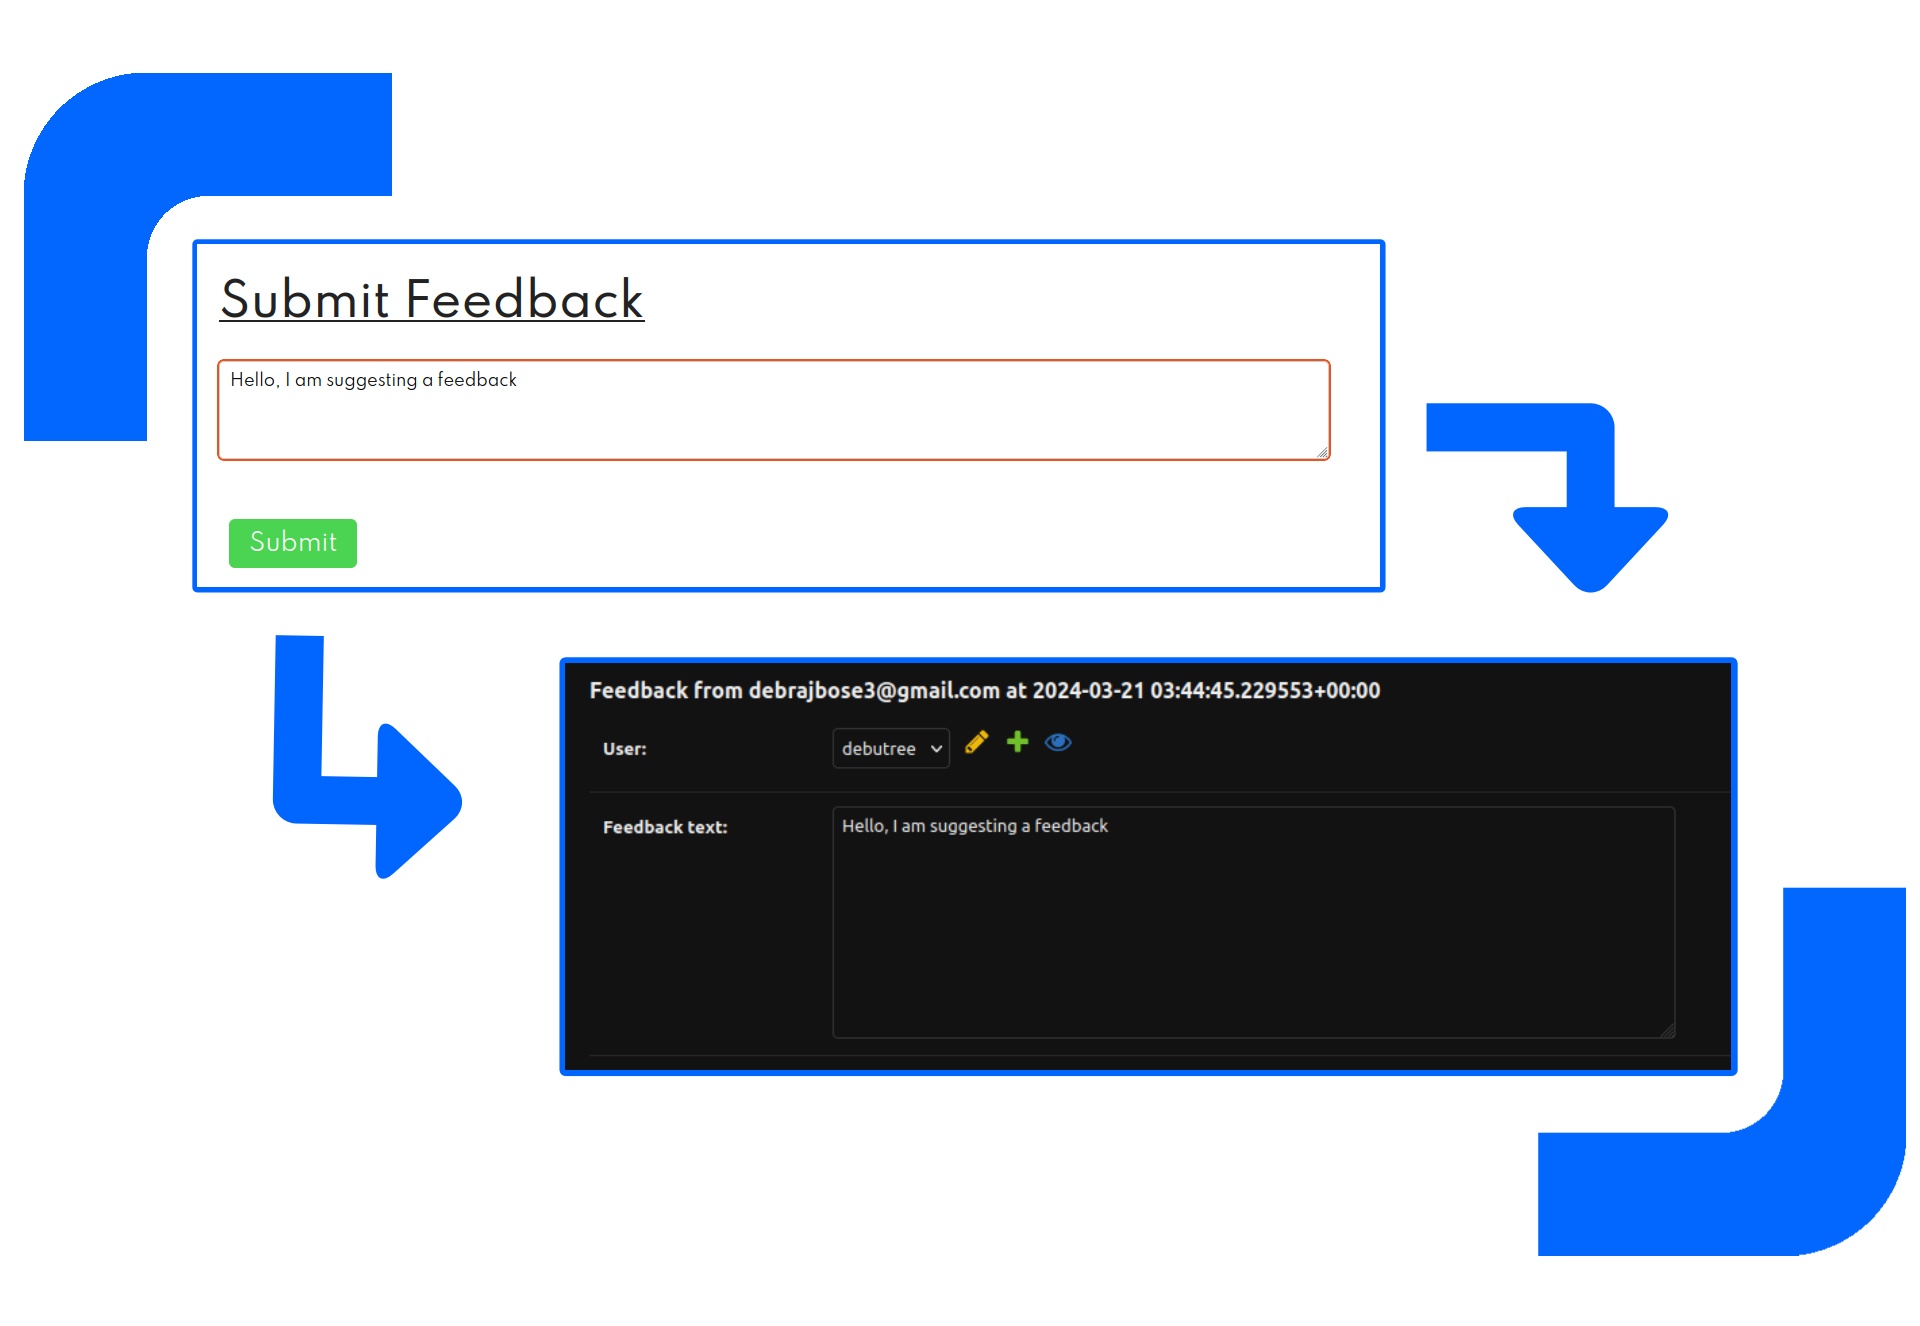 Submit Feedback
Hello, I am suggesting a feedback
Submit
Feedback from debrajbose3@gmail.com at 2024-03-21 03:44:45.229553+00:00
User:
debutree
Feedback text:
Hello, I am suggesting a feedback